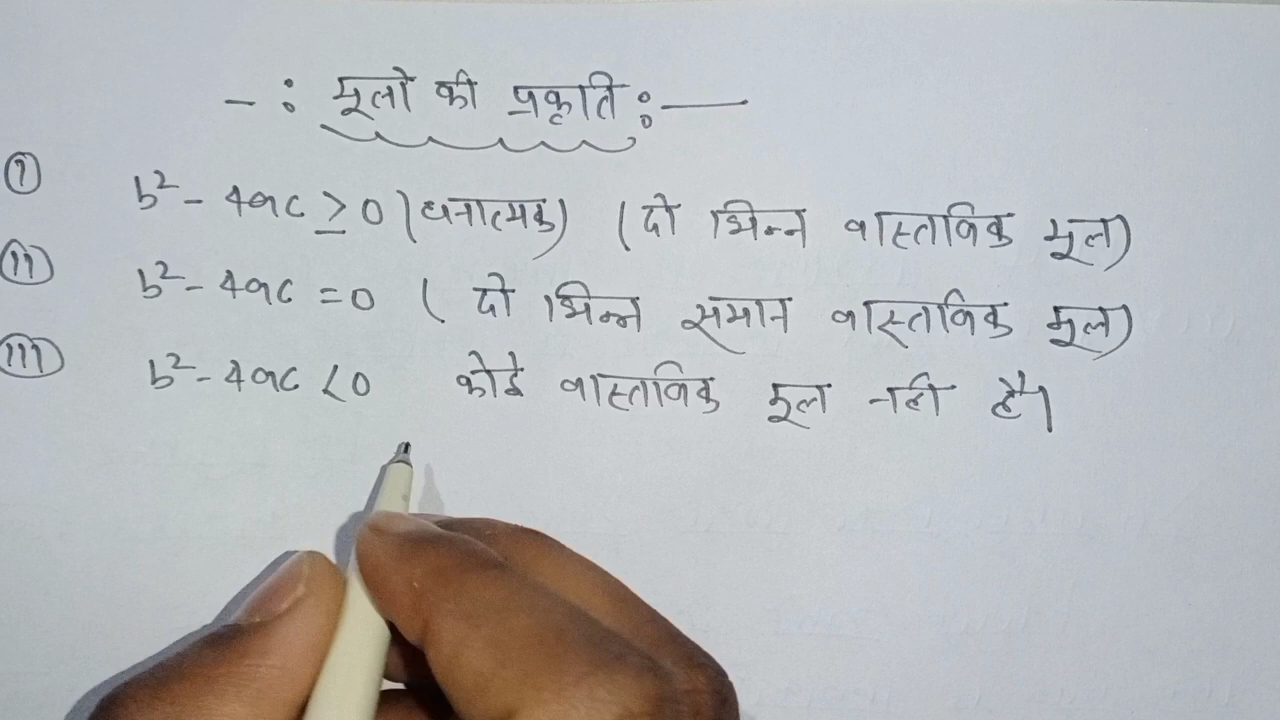 -: मूलो की प्रकृति :-
(i) b² - 4ac ≥ 0 (धनात्मक) (दो भिन्न वास्तविक मूल)
(ii) b² - 4ac = 0 ( दो भिन्न समान वास्तविक मूल)
(iii) b² - 4ac < 0 कोई वास्तविक मूल नही है।